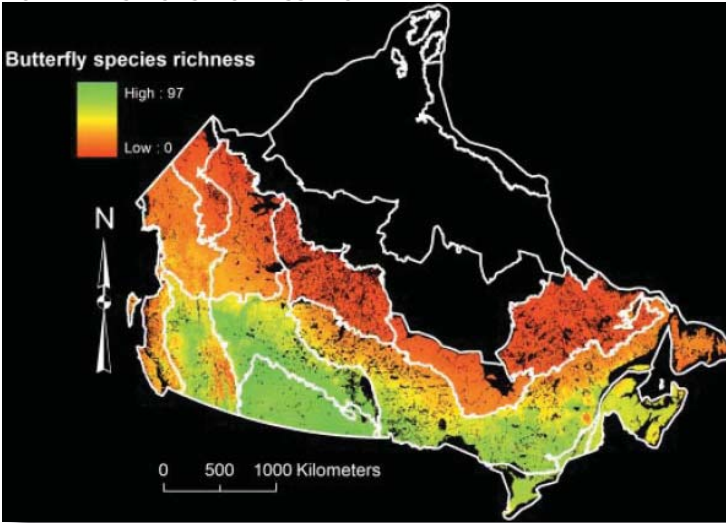 Butterfly species richness
High : 97
Low : 0
N
0 500 1000 Kilometers